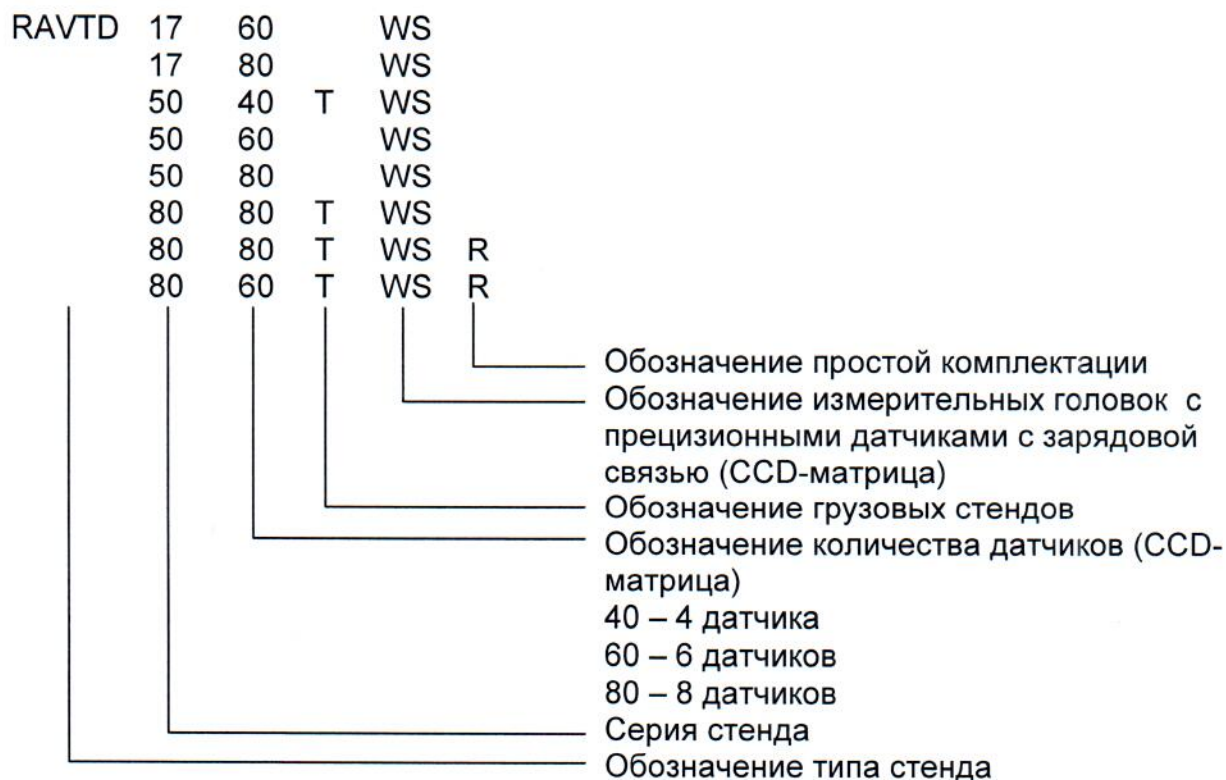 RAVTD 17 60 WS
17 80 WS
50 40 T WS
50 60 WS
50 80 WS
80 80 T WS
80 80 T WS R
80 60 T WS R
Обозначение простой комплектации
Обозначение измерительных головок с
прецизионными датчиками с зарядовой
связью (CCD-матрица)
Обозначение грузовых стендов
Обозначение количества датчиков (CCD-
матрица)
40 – 4 датчика
60 – 6 датчиков
80 – 8 датчиков
Серия стенда
Обозначение типа стенда